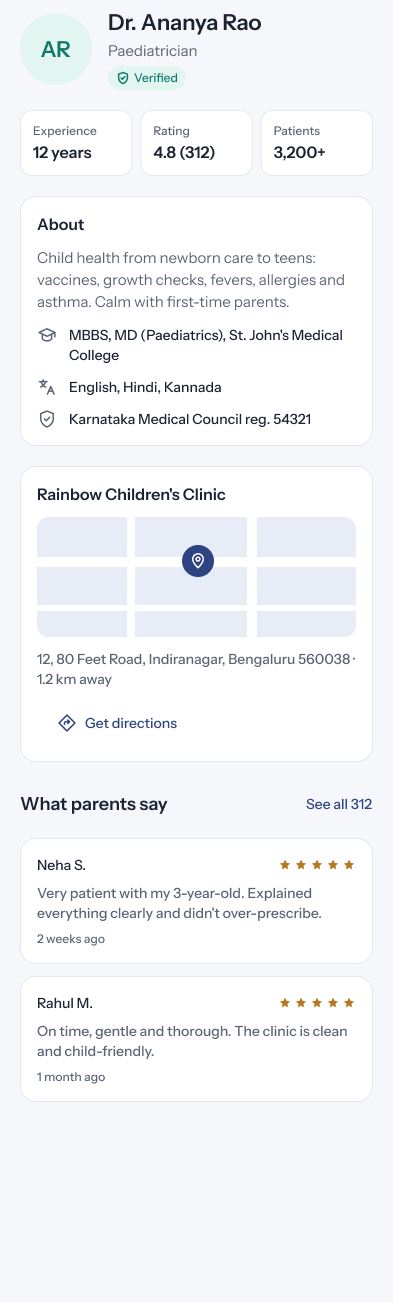 AR
Dr. Ananya Rao
Paediatrician
Verified
Experience
12 years
Rating
4.8 (312)
Patients
3,200+
About
Child health from newborn care to teens:
vaccines, growth checks, fevers, allergies and
asthma. Calm with first-time parents.
MBBS, MD (Paediatrics), St. John's Medical
College
English, Hindi, Kannada
Karnataka Medical Council reg. 54321
Rainbow Children's Clinic
12, 80 Feet Road, Indiranagar, Bengaluru 560038 ·
1.2 km away
Get directions
What parents say
See all 312
Neha S.
Very patient with my 3-year-old. Explained
everything clearly and didn't over-prescribe.
2 weeks ago
Rahul M.
On time, gentle and thorough. The clinic is clean
and child-friendly.
1 month ago